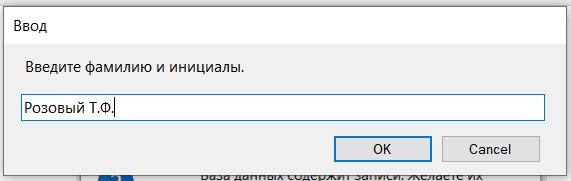 Ввод
Введите фамилию и инициалы.
Розовый Т.Ф.
OK
Cancel
База данных содержит записи. Желаете их